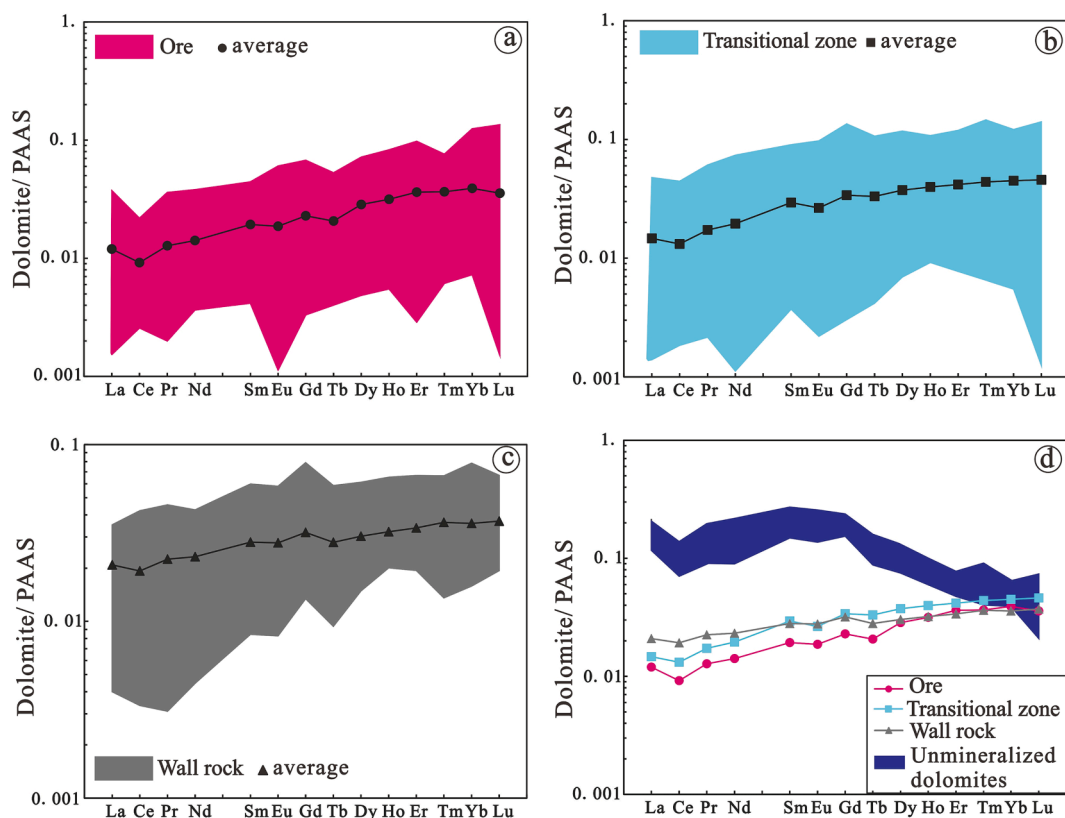 1.
Ore average
a
0.1
0.01
0.001
Dolomite/ PAAS
La Ce Pr Nd Sm Eu Gd Tb Dy Ho Er Tm Yb Lu
1.
Transitional zone average
b
0.1
0.01
0.001
Dolomite/ PAAS
La Ce Pr Nd Sm Eu Gd Tb Dy Ho Er Tm Yb Lu
0.1
c
0.01
Dolomite/ PAAS
Wall rock average
0.001
La Ce Pr Nd Sm Eu Gd Tb Dy Ho Er Tm Yb Lu
1.
d
0.1
0.01
Dolomite/ PAAS
Ore
Transitional zone
Wall rock
Unmineralized
dolomites
0.001
La Ce Pr Nd Sm Eu Gd Tb Dy Ho Er Tm Yb Lu